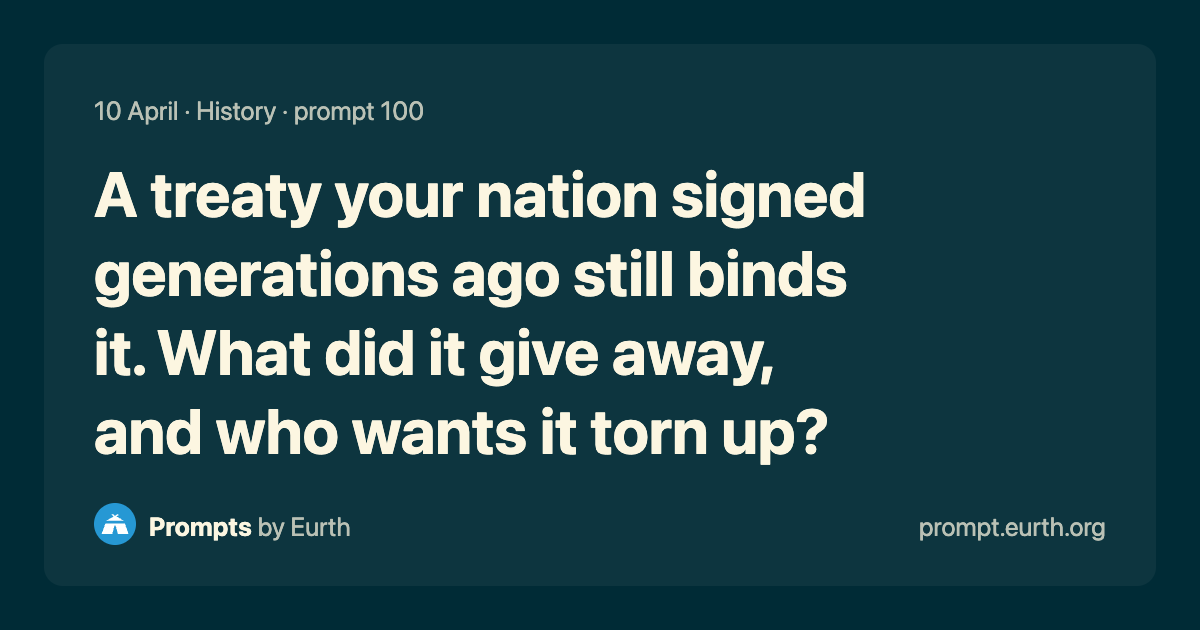 10 April · History · prompt 100
A treaty your nation signed
generations ago still binds
it. What did it give away,
and who wants it torn up?
Prompts by Eurth
prompt.eurth.org